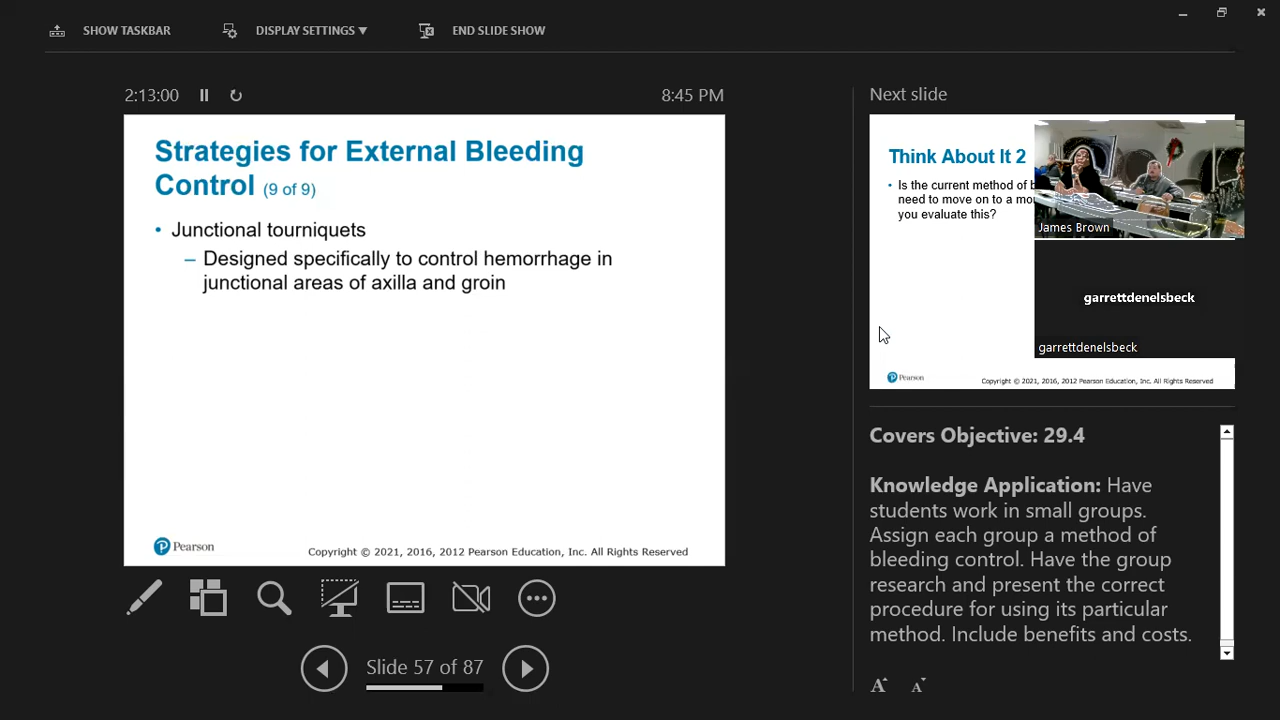 SHOW TASKBAR
DISPLAY SETTINGS ▼
END SLIDE SHOW
2:13:00
8:45 PM
Strategies for External Bleeding
Control (9 of 9)
• Junctional tourniquets
– Designed specifically to control hemorrhage in
junctional areas of axilla and groin
Pearson
Copyright © 2021, 2016, 2012 Pearson Education, Inc. All Rights Reserved
Slide 57 of 87
Next slide
Think About It 2
• Is the current method of
need to move on to a
you evaluate this?
James Brown
garrettdenelsbeck
garrettdenelsbeck
Pearson
Copyright © 2021, 2016, 2012 Pearson Education, Inc. All Rights Reserved
Covers Objective: 29.4
Knowledge Application: Have
students work in small groups.
Assign each group a method of
bleeding control. Have the group
research and present the correct
procedure for using its particular
method. Include benefits and costs.
A A